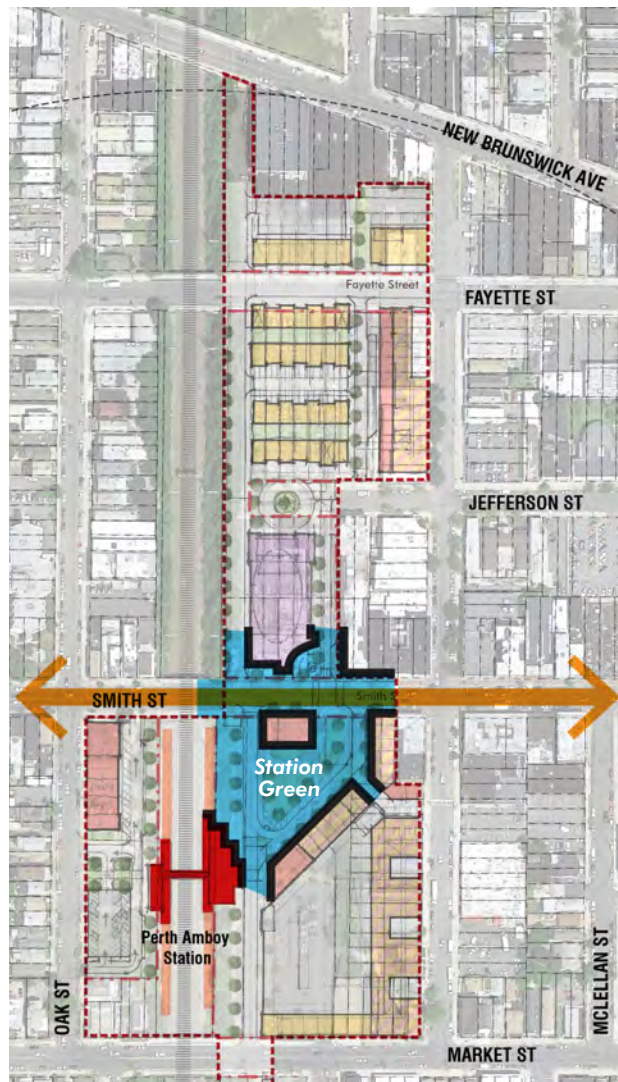 NEW BRUNSWICK AVE
Fayette Street
FAYETTE ST
JEFFERSON ST
SMITH ST
Smith S
Station
Green
Perth Amboy
Station
OAK ST
MCLELLAN ST
MARKET ST